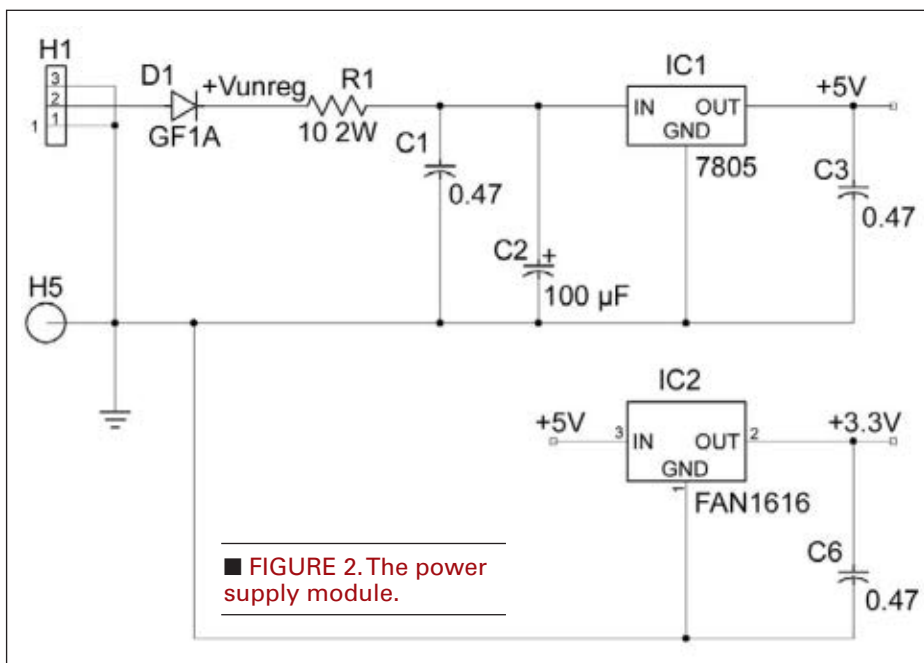 H1
3
2
1
1
D1
GF1A
+Vunreg
R1
10 2W
C1
0.47
C2
+
100 µF
IC1
IN OUT
GND
7805
+5V
C3
0.47
H5
IC2
+5V
3
IN OUT
GND
2
1
FAN1616
+3.3V
C6
0.47
■ FIGURE 2. The power
supply module.